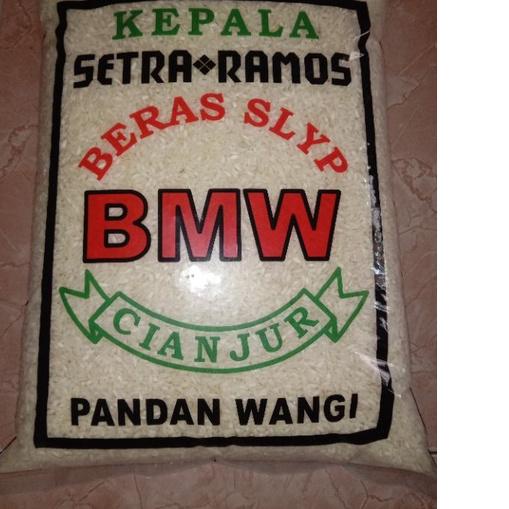 KEPALA
SETRA❖RAMOS
BERAS SLYP
BMW
CIANJUR
PANDAN WANGI